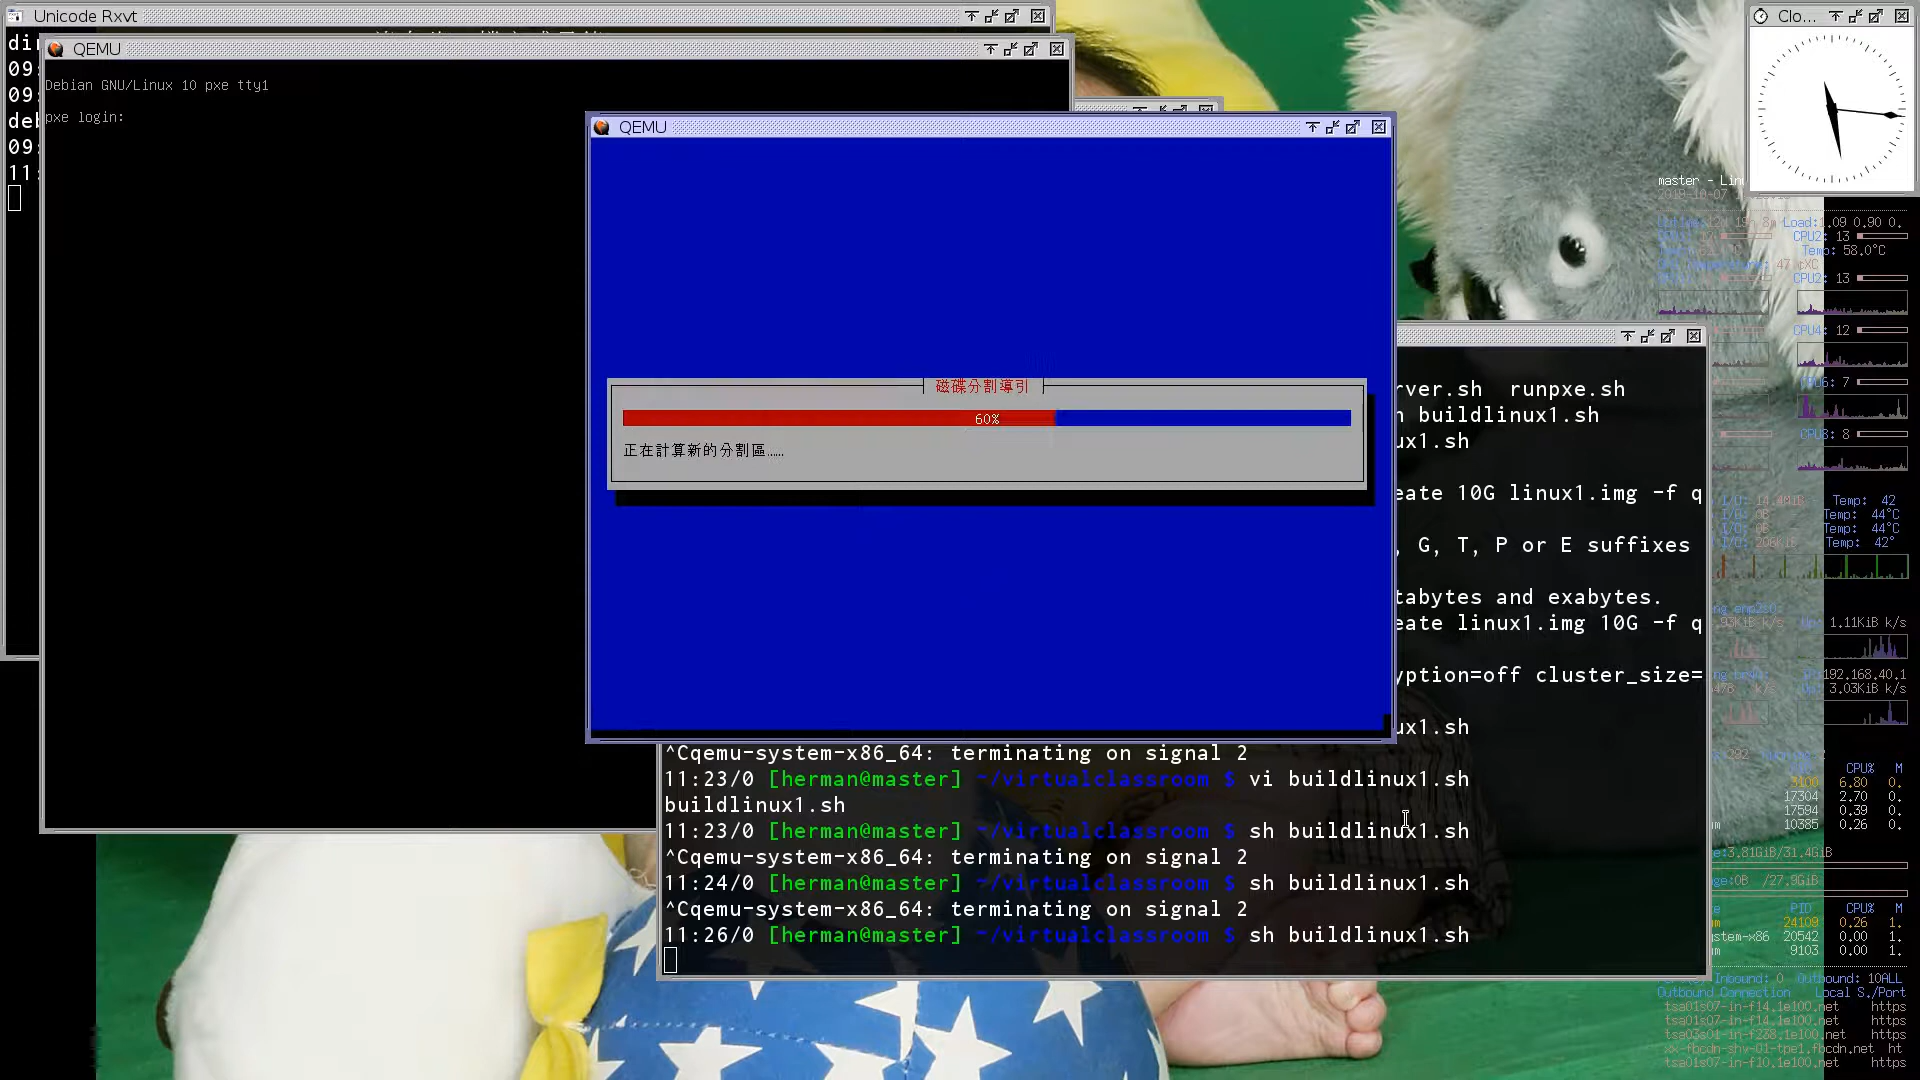 Unicode Rxvt
Clo...
QEMU
09:
09:
09:
11:
Debian GNU/Linux 10 pxe tty1
pxe login:
QEMU
磁碟分割導引
60%
正在計算新的分割區……
rver.sh  runpxe.sh
buildlinux1.sh
ux1.sh
eate 10G linux1.img -f q
, G, T, P or E suffixes
tabytes and exabytes.
eate linux1.img 10G -f q
yption=off cluster_size=
ux1.sh
^Cqemu-system-x86_64: terminating on signal 2
11:23/0 [herman@master] ~/virtualclassroom $ vi buildlinux1.sh
buildlinux1.sh
11:23/0 [herman@master] ~/virtualclassroom $ sh buildlinux1.sh
^Cqemu-system-x86_64: terminating on signal 2
11:24/0 [herman@master] ~/virtualclassroom $ sh buildlinux1.sh
^Cqemu-system-x86_64: terminating on signal 2
11:26/0 [herman@master] ~/virtualclassroom $ sh buildlinux1.sh
master - Lin
Load:1.09 0.90 0.
CPU2: 13
Temp: 58.0°C
CPU2: 13
CPU4: 12
CPU6: 7
CPU8: 8
Temp: 42
Temp: 44°C
Temp: 44°C
Temp: 42°
Up: 1.11KiB k/s
192.168.40.1
Up: 3.03KiB k/s
CPU% M
3100 6.80 0.
17304 2.70 0.
17594 0.39 0.
10385 0.26 0.
3.81GiB/31.4GiB
0B /27.9GiB
PID CPU% M
24109 0.26 1.
ystem-x86 20542 0.00 1.
9103 0.00 1.
Inbound: 0 Outbound: 10ALL
Outbound Connection Local S./Port
tsa01s07-in-f14.1e100.net https
tsa01s07-in-f14.1e100.net https
tsa03s01-in-f238.1e100.net https
xx-fbcdn-shv-01-tpe1.fbcdn.net ht
tsa01s07-in-f10.1e100.net https